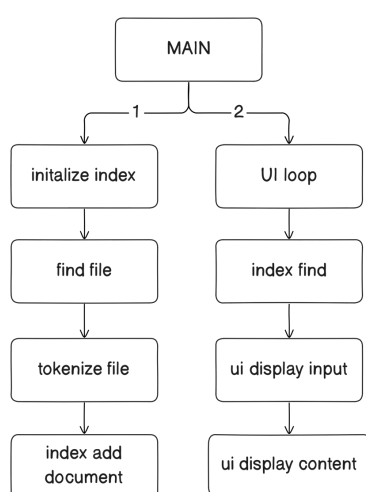 MAIN
1
2
initalize index
UI loop
find file
index find
tokenize file
ui display input
index add
document
ui display content